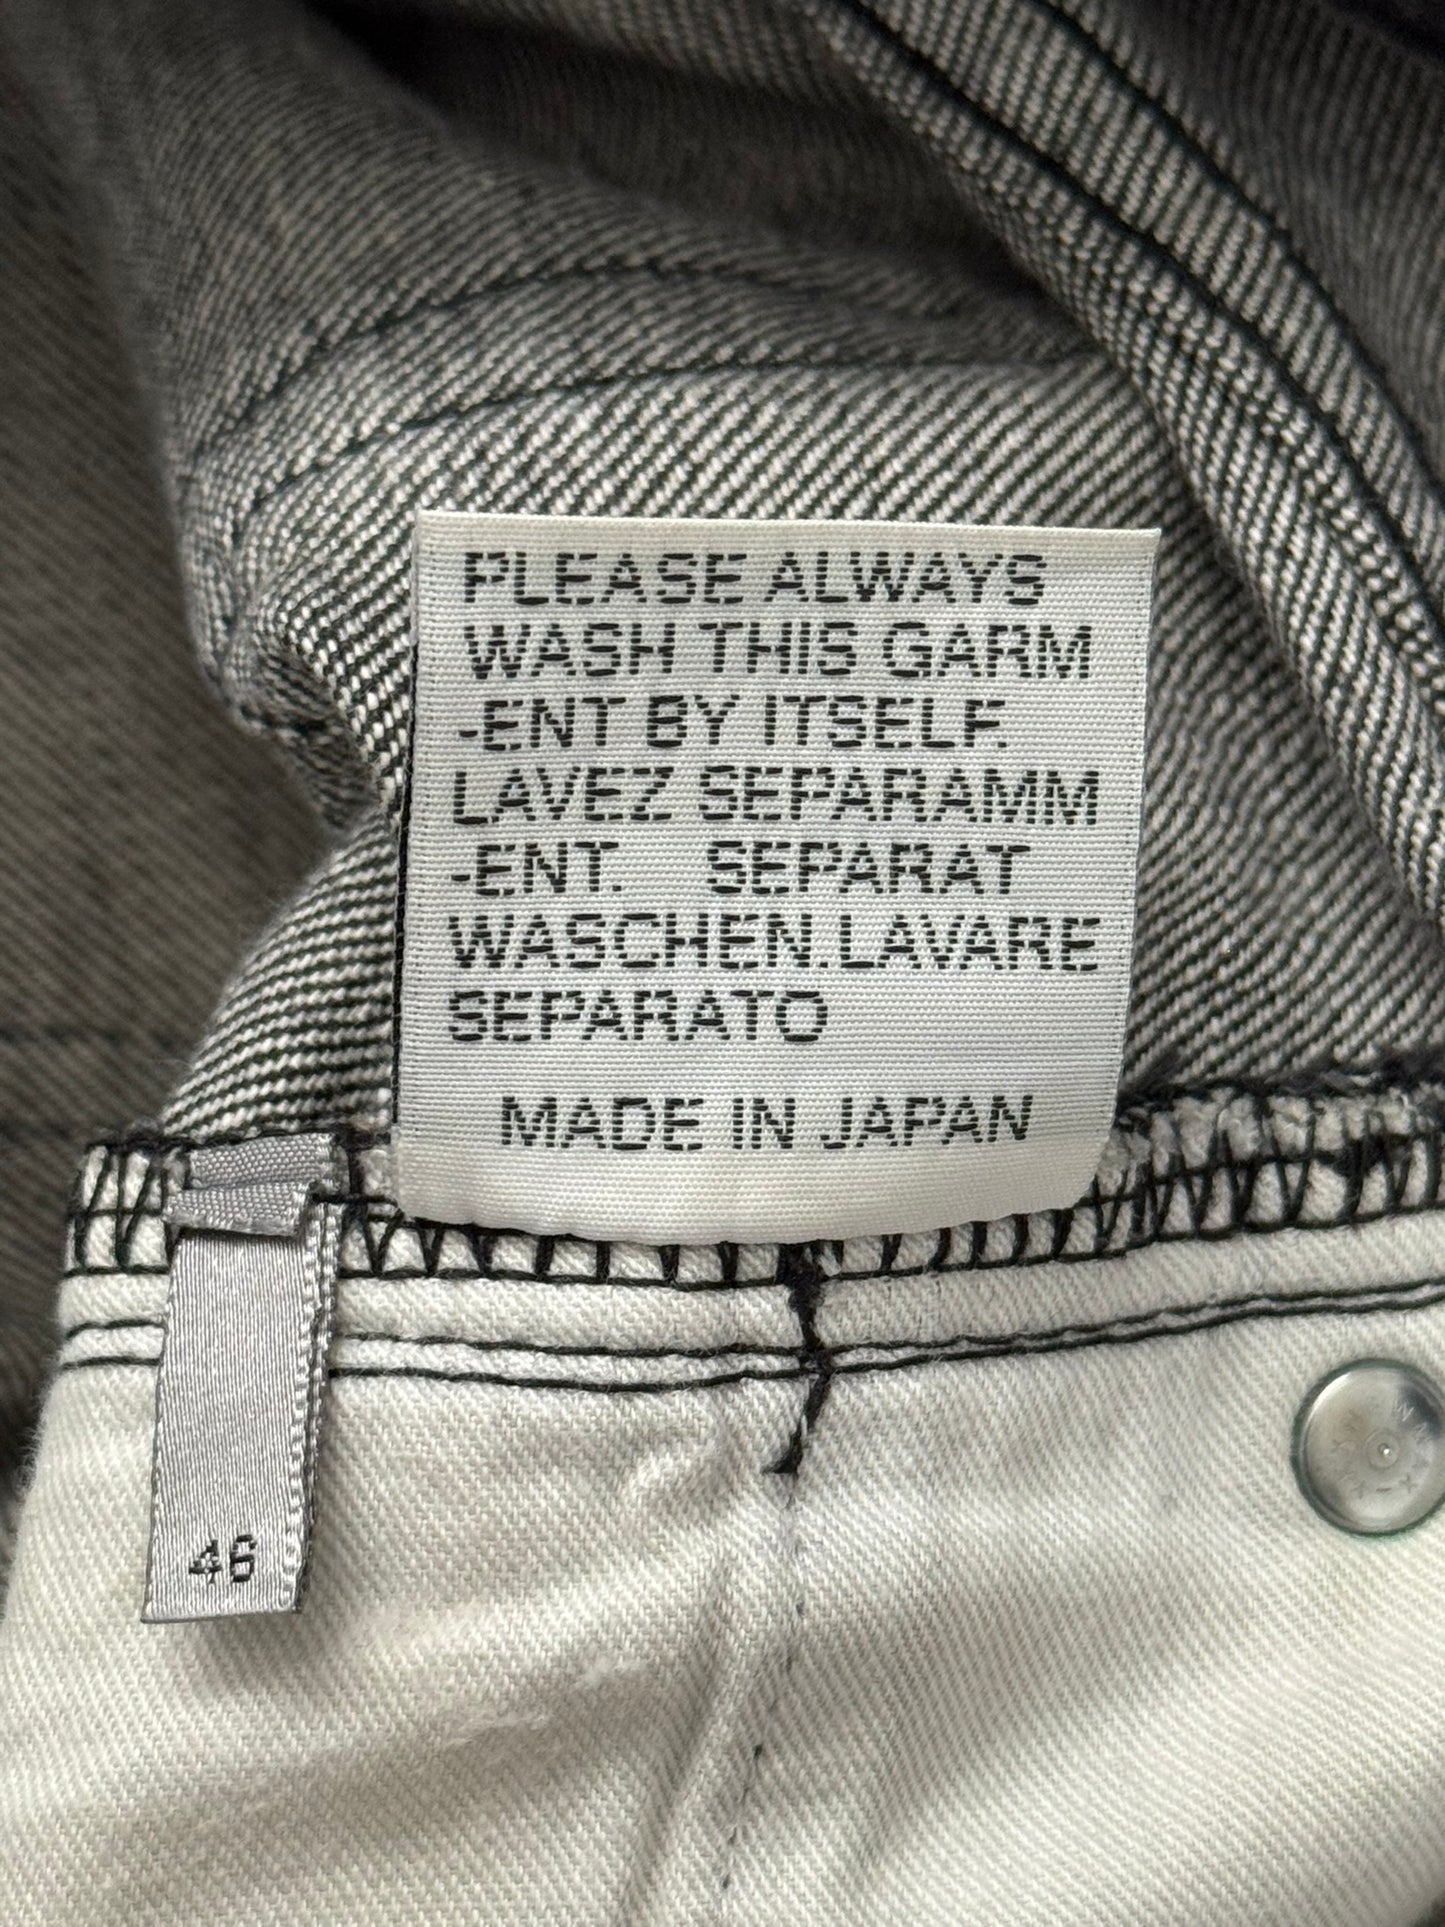 PLEASE ALWAYS
WASH THIS GARM
-ENT BY ITSELF.
LAVEZ SEPARAMM
-ENT. SEPARAT
WASCHEN.LAVARE
SEPARATO
MADE IN JAPAN
46